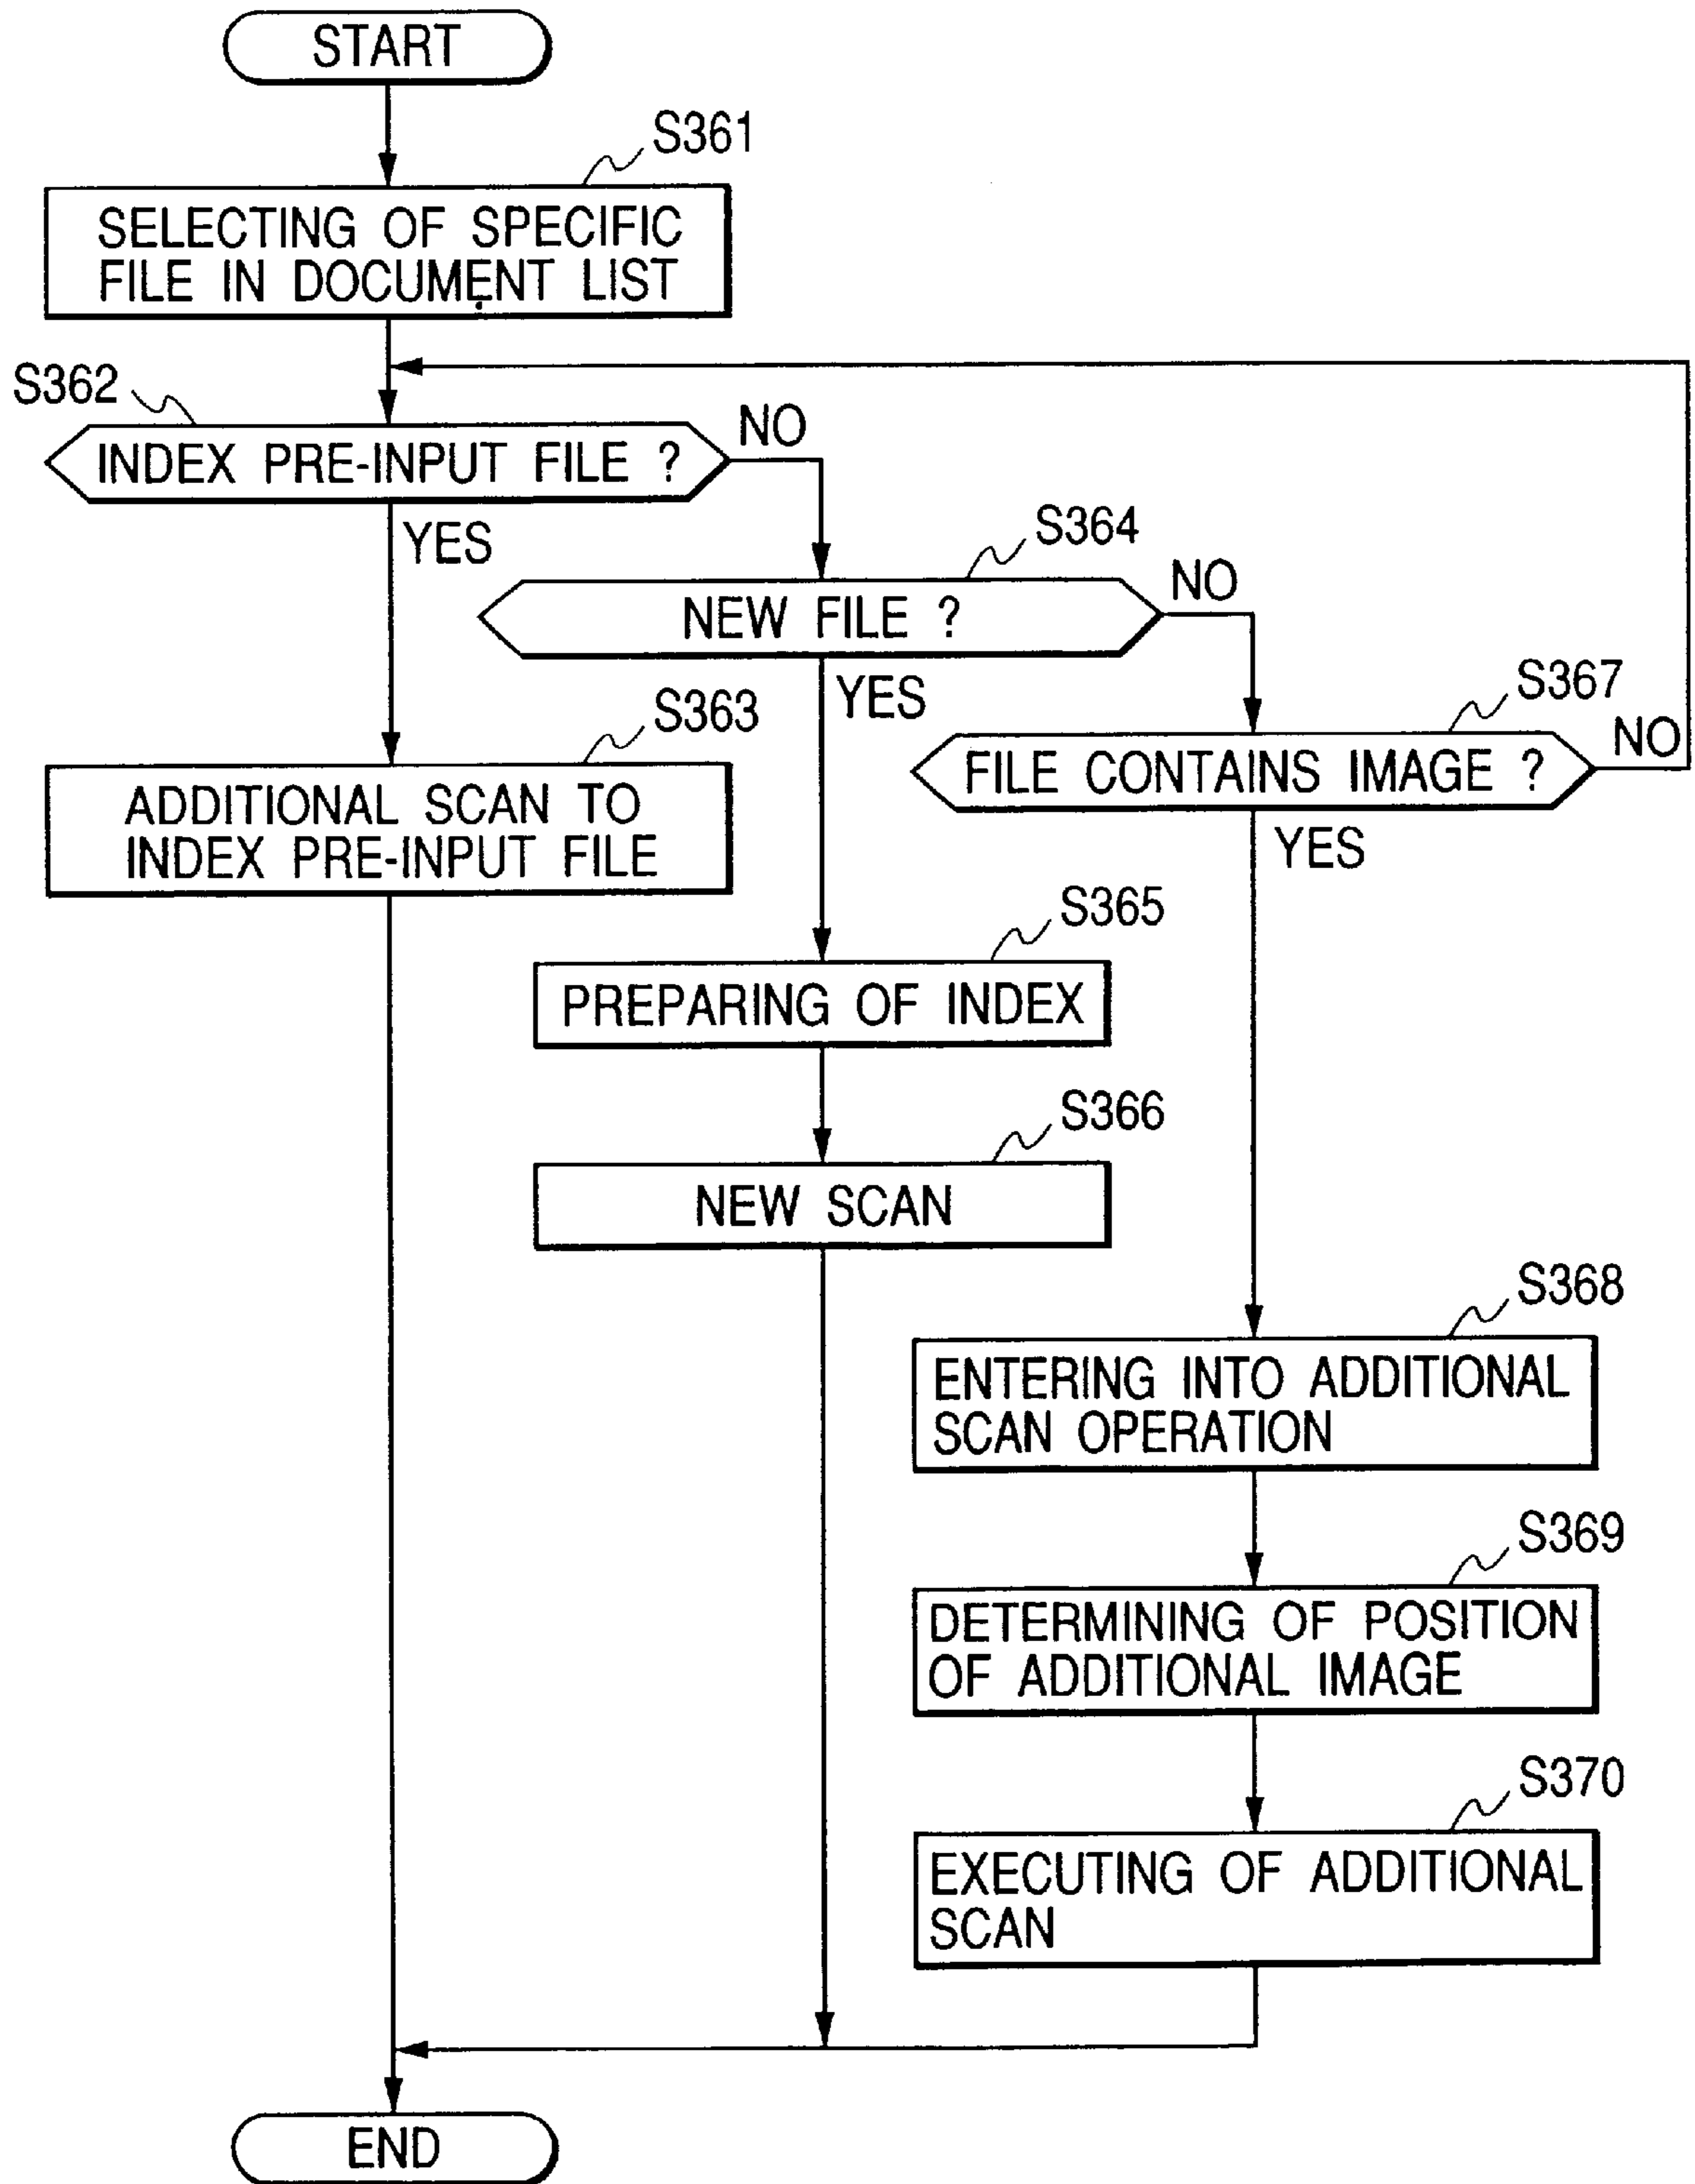 START
S361
SELECTING OF SPECIFIC
FILE IN DOCUMENT LIST
S362
INDEX PRE-INPUT FILE ?
NO
YES
S364
NEW FILE ?
NO
YES
S367
FILE CONTAINS IMAGE ?
NO
YES
S363
ADDITIONAL SCAN TO
INDEX PRE-INPUT FILE
S365
PREPARING OF INDEX
S366
NEW SCAN
S368
ENTERING INTO ADDITIONAL
SCAN OPERATION
S369
DETERMINING OF POSITION
OF ADDITIONAL IMAGE
S370
EXECUTING OF ADDITIONAL
SCAN
END